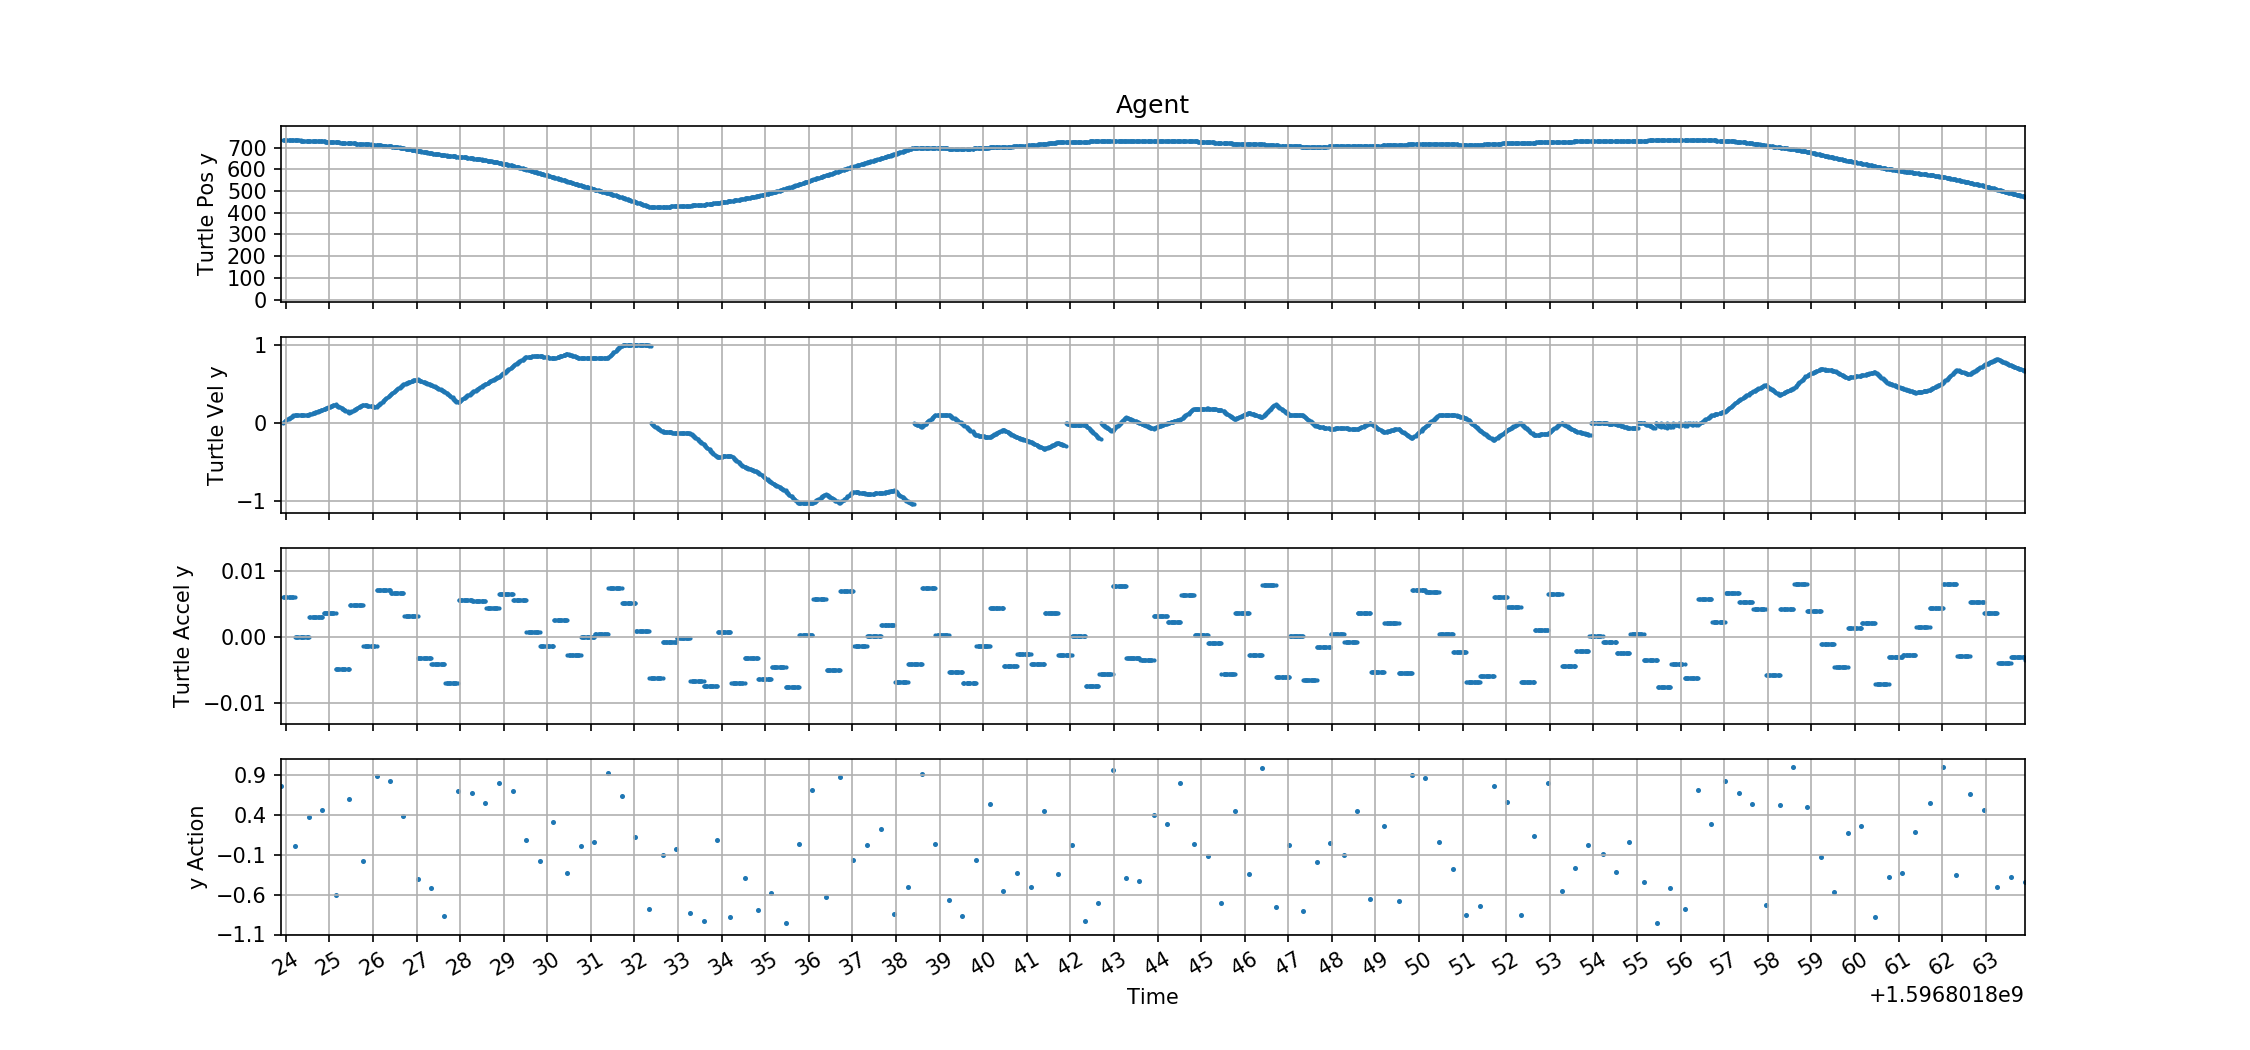 Agent
Turtle Pos y
700
600
500
400
300
200
100
0
Turtle Vel y
1
0
−1
Turtle Accel y
0.01
0.00
−0.01
y Action
0.9
0.4
−0.1
−0.6
−1.1
24 25 26 27 28 29 30 31 32 33 34 35 36 37 38 39 40 41 42 43 44 45 46 47 48 49 50 51 52 53 54 55 56 57 58 59 60 61 62 63
Time
+1.5968018e9